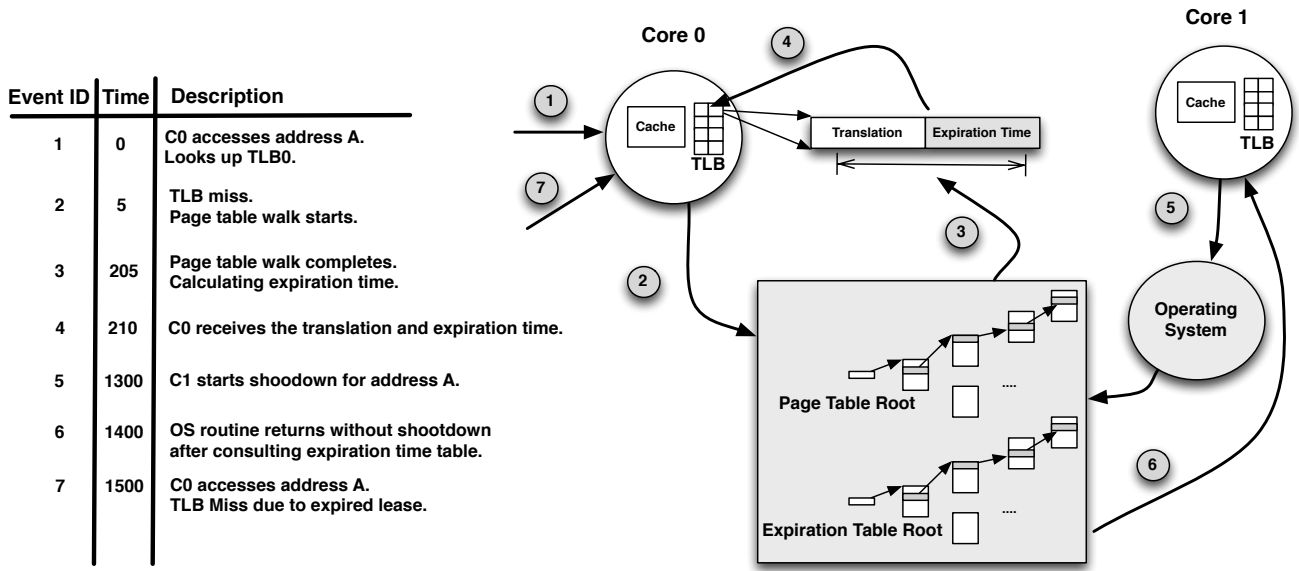 Event ID Time Description
1 0 C0 accesses address A.
Looks up TLB0.
2 5 TLB miss.
Page table walk starts.
3 205 Page table walk completes.
Calculating expiration time.
4 210 C0 receives the translation and expiration time.
5 1300 C1 starts shoodown for address A.
6 1400 OS routine returns without shootdown
after consulting expiration time table.
7 1500 C0 accesses address A.
TLB Miss due to expired lease.
Core 0
Core 1
1
4
Cache
TLB
Translation
Expiration Time
Cache
TLB
7
2
3
5
Operating
System
Page Table Root
....
Expiration Table Root
....
6